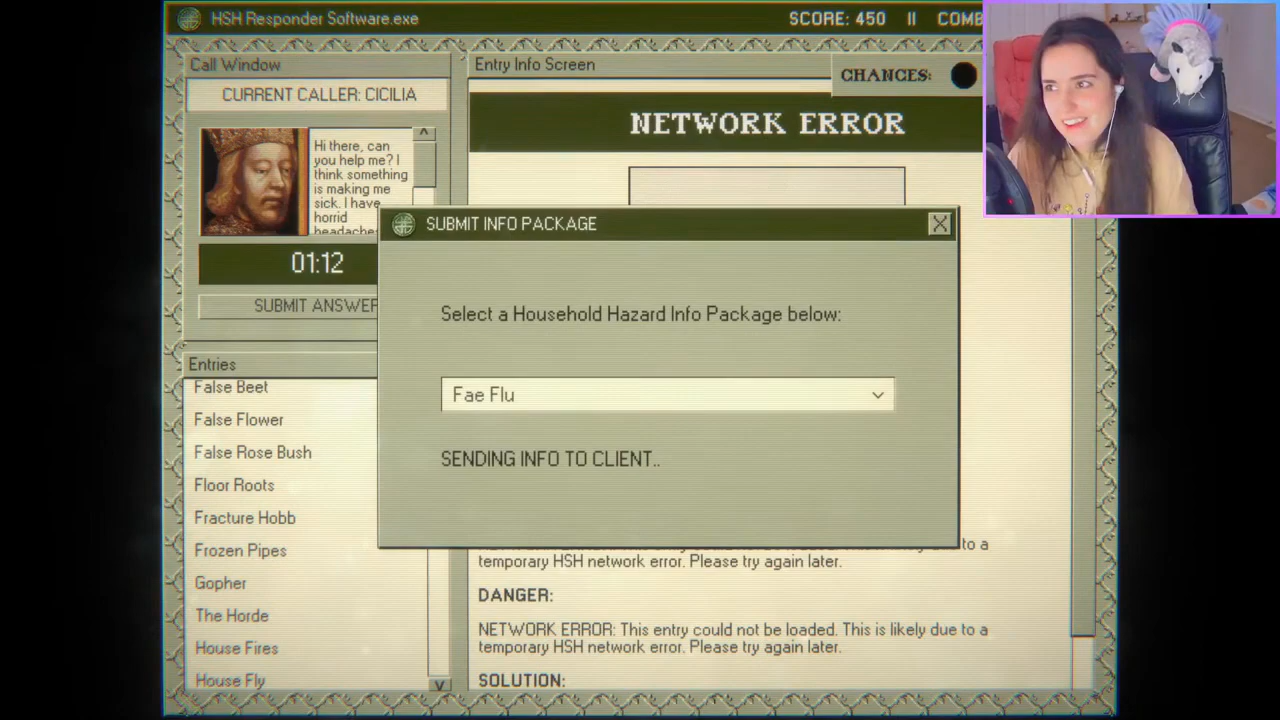 HSH Responder Software.exe
SCORE: 450 II COMB
Call Window
CURRENT CALLER: CICILIA
Hi there, can
you help me? I
think something
is making me
sick. I have
horrid
headaches
01:12
SUBMIT ANSWER
Entries
False Beet
False Flower
False Rose Bush
Floor Roots
Fracture Hobb
Frozen Pipes
Gopher
The Horde
House Fires
House Fly
Entry Info Screen
CHANCES:
NETWORK ERROR
SUBMIT INFO PACKAGE
Select a Household Hazard Info Package below:
Fae Flu
SENDING INFO TO CLIENT..
to a
temporary HSH network error. Please try again later.
DANGER:
NETWORK ERROR: This entry could not be loaded. This is likely due to a
temporary HSH network error. Please try again later.
SOLUTION: